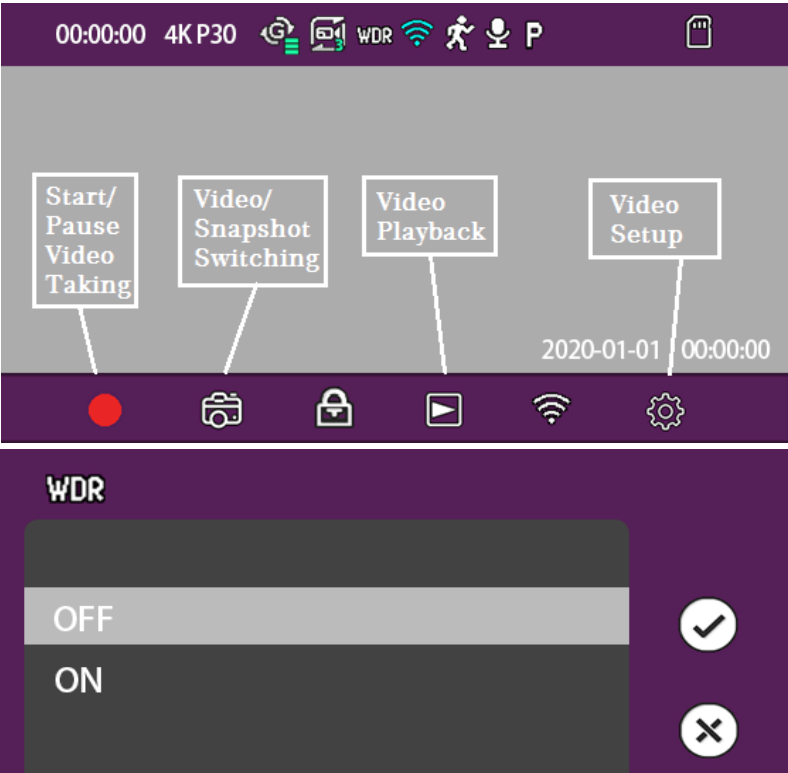 00:00:00 4K P30 G 3 WDR P
Start/
Pause
Video
Taking
Video/
Snapshot
Switching
Video
Playback
Video
Setup
2020-01-01 00:00:00
WDR
OFF
ON